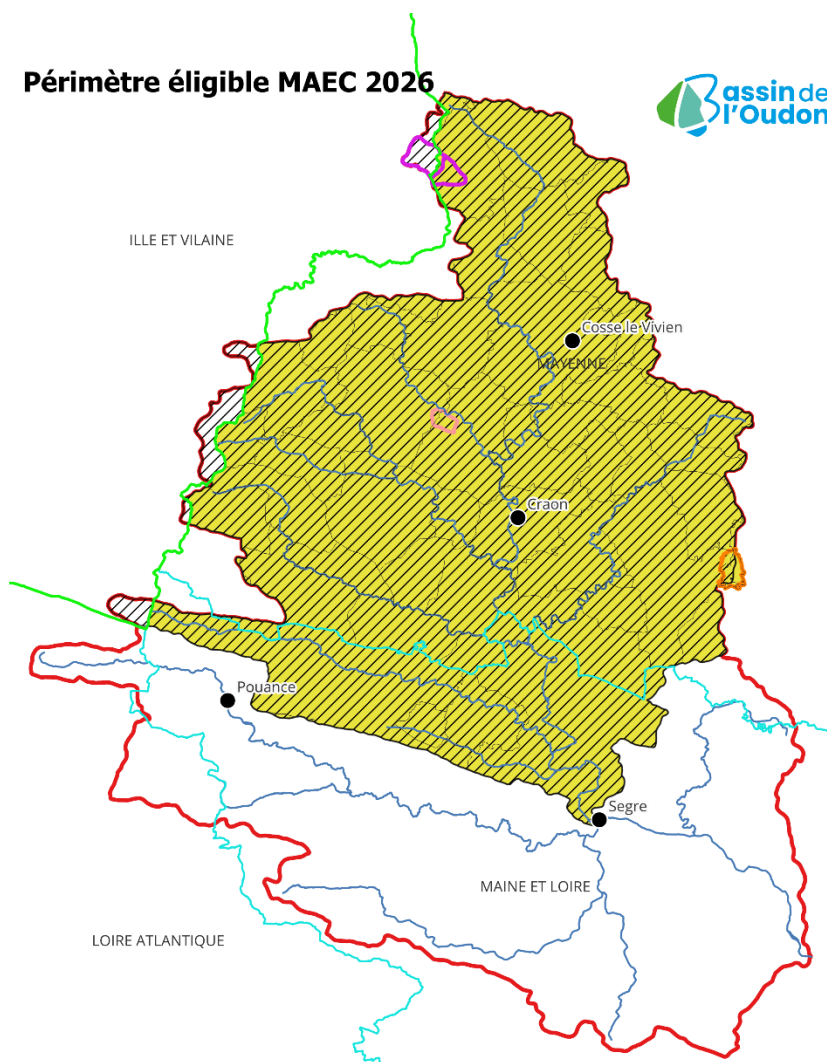 Périmètre éligible MAEC 2026
Bassin de
l'Oudon
ILLE ET VILAINE
Cosse le Vivien
MAYENNE
Craon
Pouance
Segre
MAINE ET LOIRE
LOIRE ATLANTIQUE